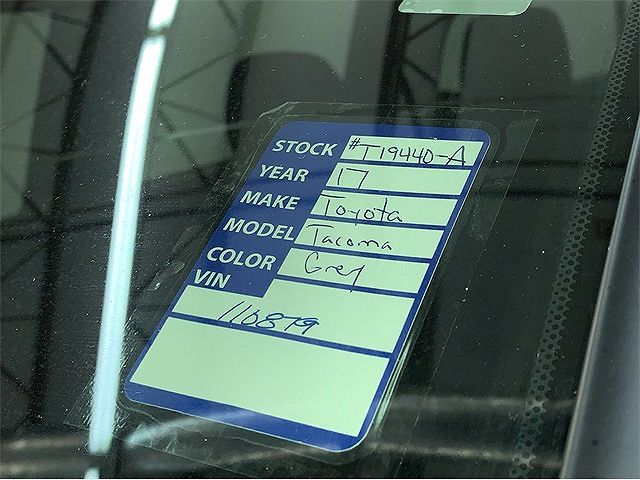 STOCK #T19440-A
YEAR 17
MAKE Toyota
MODEL Tacoma
COLOR Grey
VIN
110879